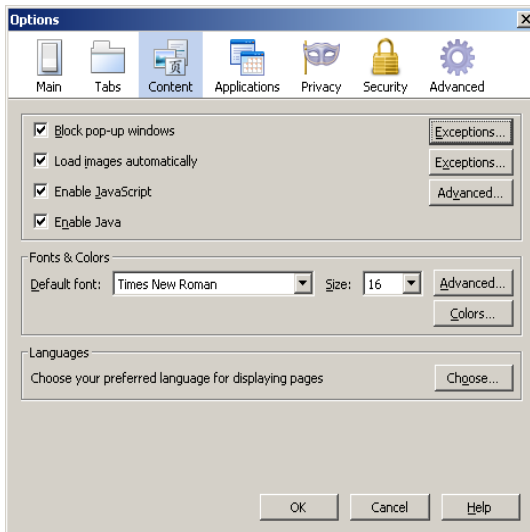 Options
Main Tabs Content Applications Privacy Security Advanced
Block pop-up windows Exceptions...
Load images automatically Exceptions...
Enable JavaScript Advanced...
Enable Java
Fonts & Colors
Default font: Times New Roman Size: 16 Advanced...
Colors...
Languages
Choose your preferred language for displaying pages Choose...
OK Cancel Help